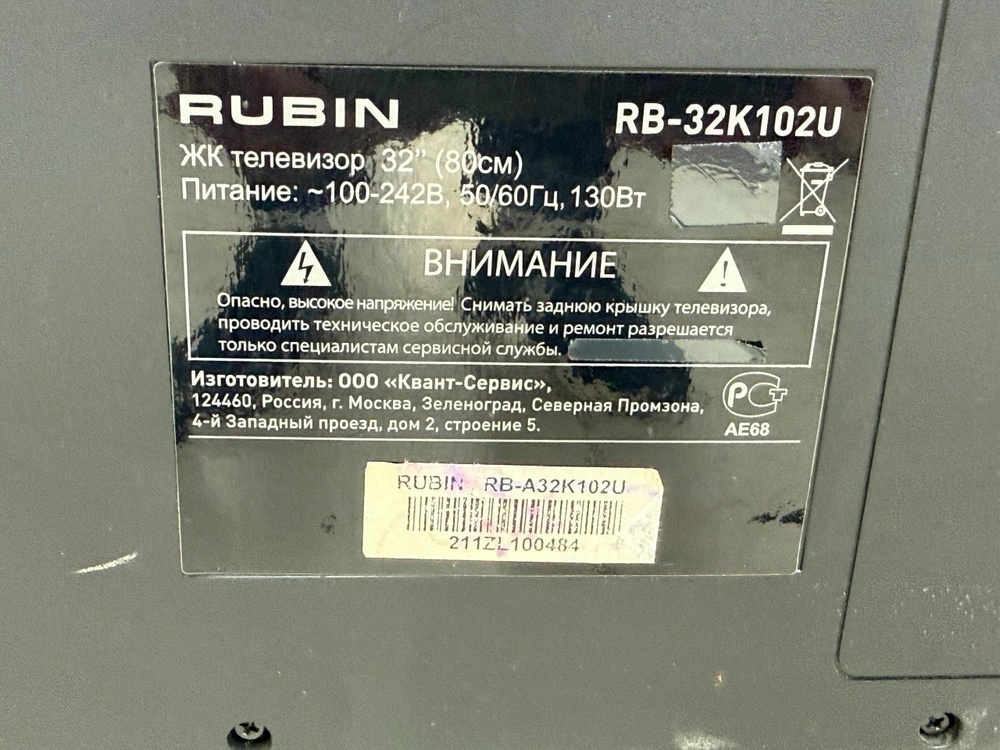 RUBIN
RB-32K102U
ЖК телевизор 32" (80см)
Питание: ~100-242В, 50/60Гц, 130Вт
ВНИМАНИЕ
Опасно, высокое напряжение! Снимать заднюю крышку телевизора,
проводить техническое обслуживание и ремонт разрешается
только специалистам сервисной службы.
Изготовитель: ООО «Квант-Сервис»,
124460, Россия, г. Москва, Зеленоград, Северная Промзона,
4-й Западный проезд, дом 2, строение 5.
РСТ
АЕ68
RUBIN RB-A32K102U
211ZL100484